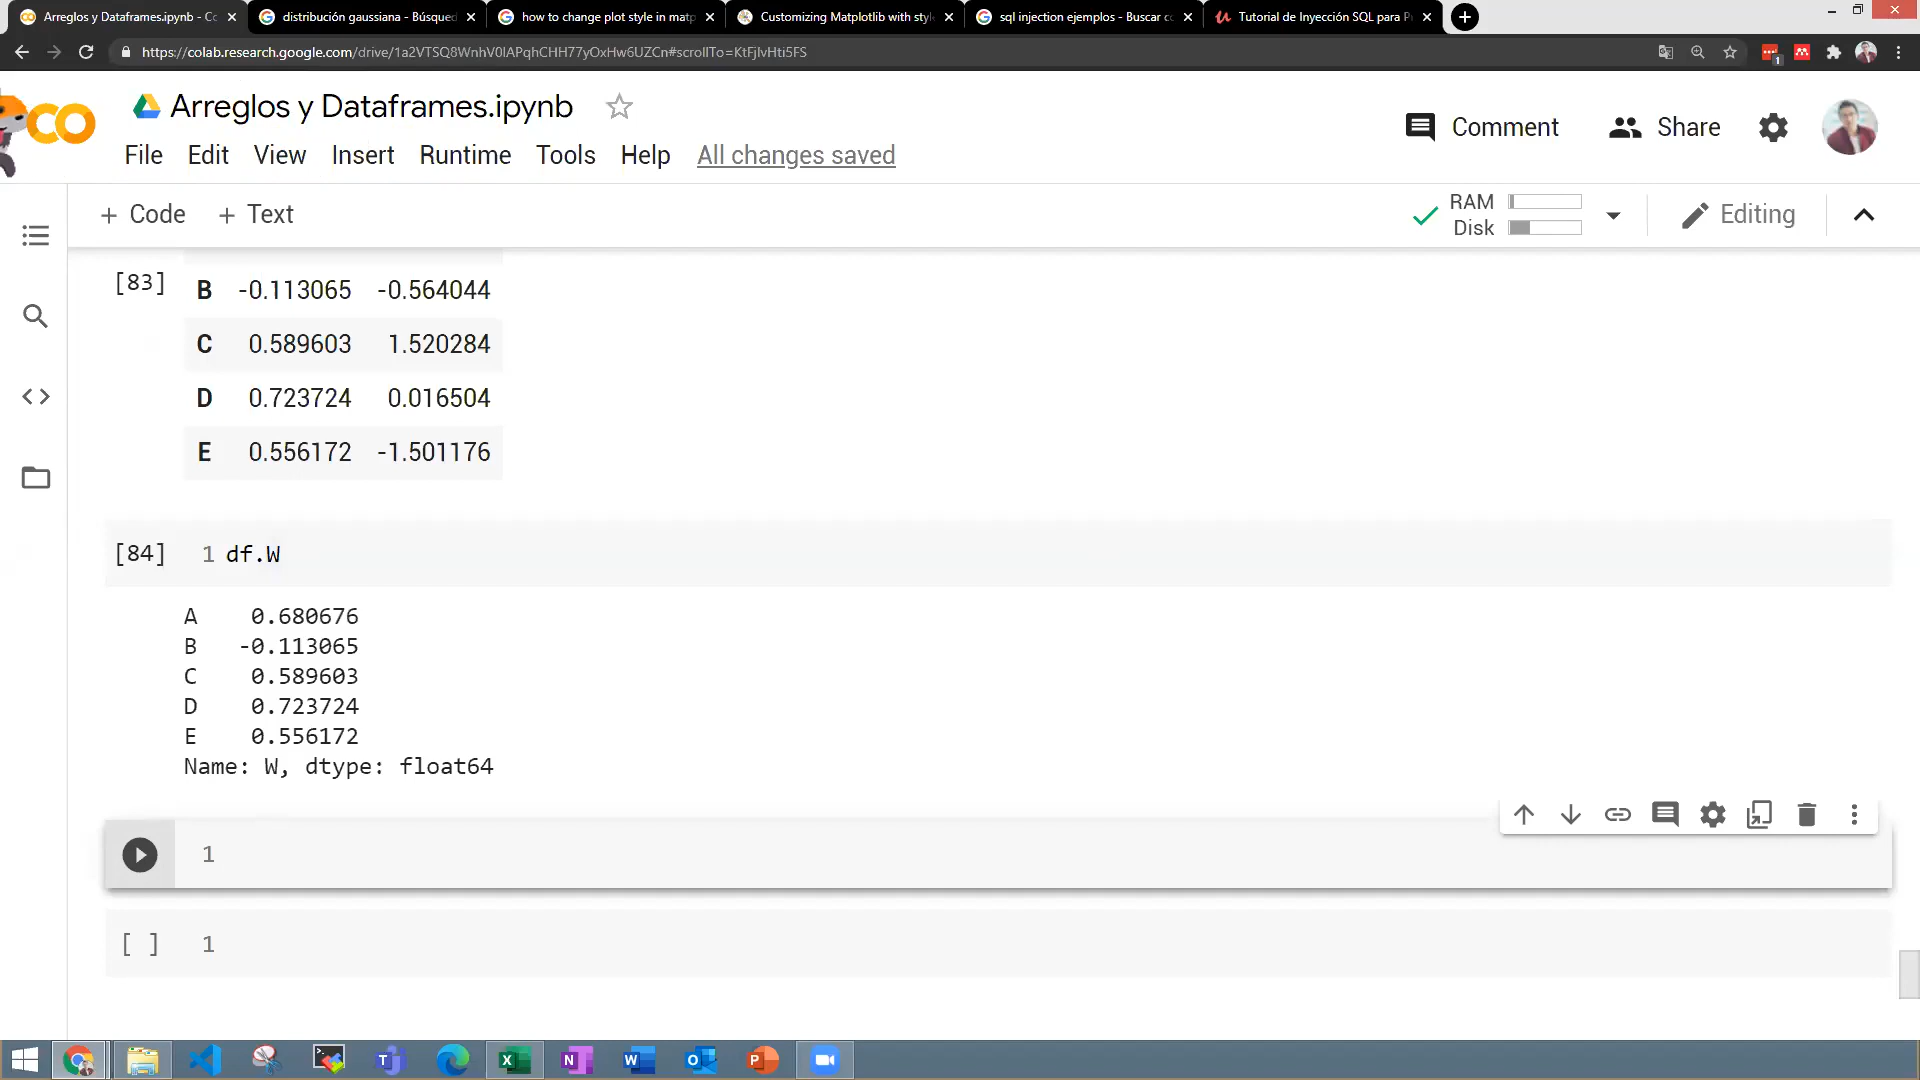 Arreglos y Dataframes.ipynb - Cc
distribución gaussiana - Búsqued
how to change plot style in matp
Customizing Matplotlib with styl
sql injection ejemplos - Buscar cc
Tutorial de Inyección SQL para P
https://colab.research.google.com/drive/1a2VTSQ8WnhV0lAPqhCHH77yOxHw6UZCn#scrollTo=KtFjlvHti5FS
Arreglos y Dataframes.ipynb
Comment
Share
File Edit View Insert Runtime Tools Help All changes saved
+ Code + Text
RAM
Disk
Editing
[83]
B -0.113065 -0.564044
C 0.589603 1.520284
D 0.723724 0.016504
E 0.556172 -1.501176
[84] 1 df.W
A 0.680676
B -0.113065
C 0.589603
D 0.723724
E 0.556172
Name: W, dtype: float64
1
[ ] 1